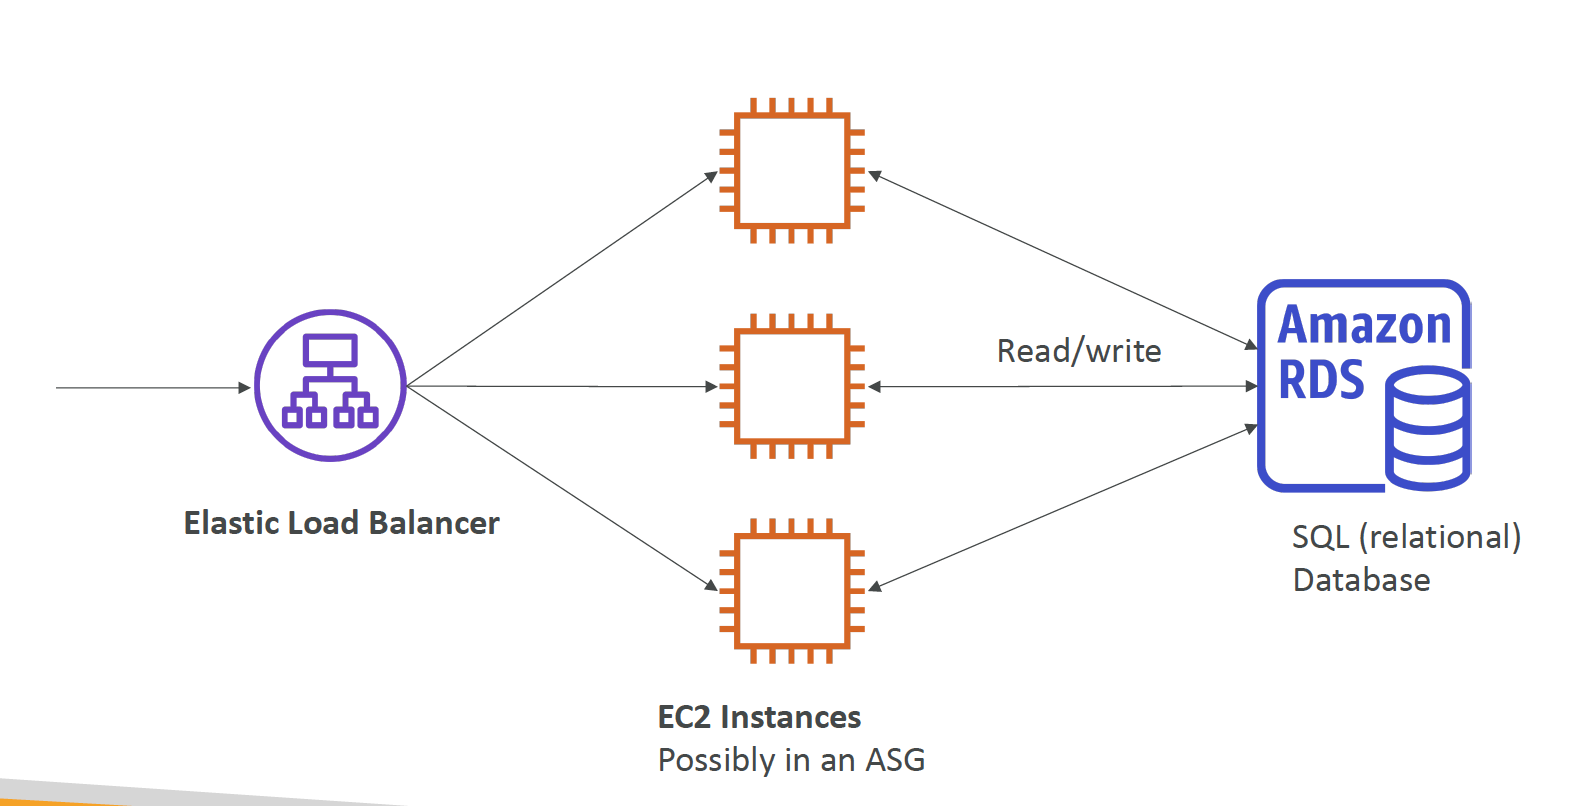 Elastic Load Balancer
EC2 Instances
Possibly in an ASG
Read/write
Amazon
RDS
SQL (relational)
Database